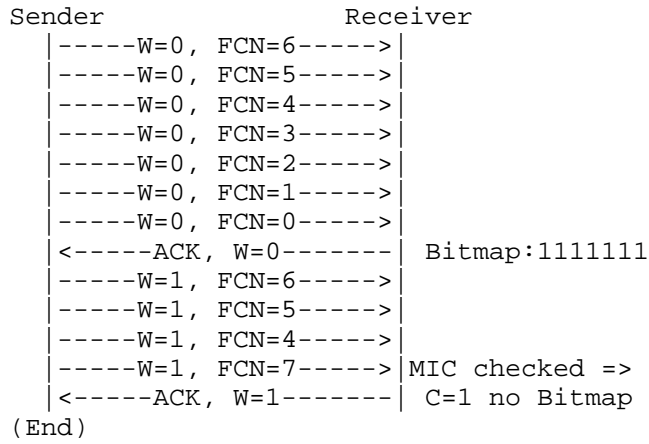 Sender                    Receiver
  |-----W=0, FCN=6----->|
  |-----W=0, FCN=5----->|
  |-----W=0, FCN=4----->|
  |-----W=0, FCN=3----->|
  |-----W=0, FCN=2----->|
  |-----W=0, FCN=1----->|
  |-----W=0, FCN=0----->|
  |<-----ACK, W=0-------| Bitmap:1111111
  |-----W=1, FCN=6----->|
  |-----W=1, FCN=5----->|
  |-----W=1, FCN=4----->|
  |-----W=1, FCN=7----->|MIC checked =>
  |<-----ACK, W=1-------| C=1 no Bitmap
(End)